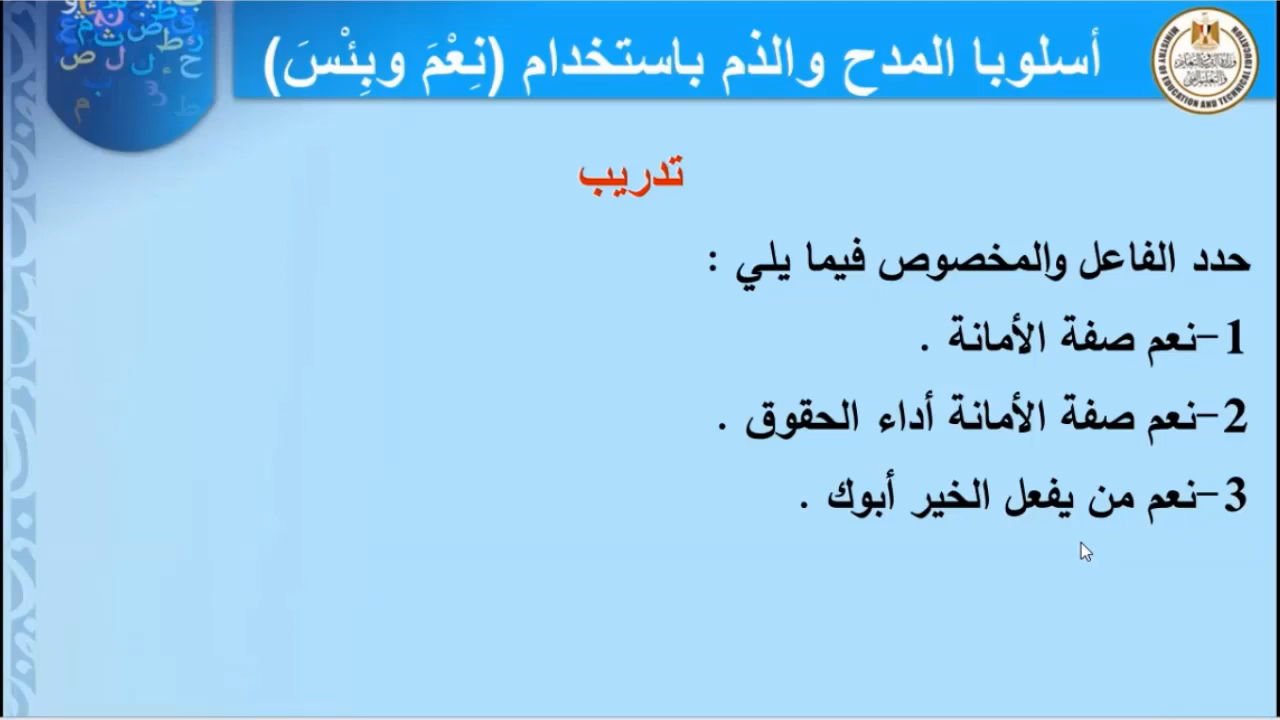 أسلوبا المدح والذم باستخدام (نِعْمَ وبِئْسَ)
تدريب
حدد الفاعل والمخصوص فيما يلي :
1-نعم صفة الأمانة .
2-نعم صفة الأمانة أداء الحقوق .
3-نعم من يفعل الخير أبوك .